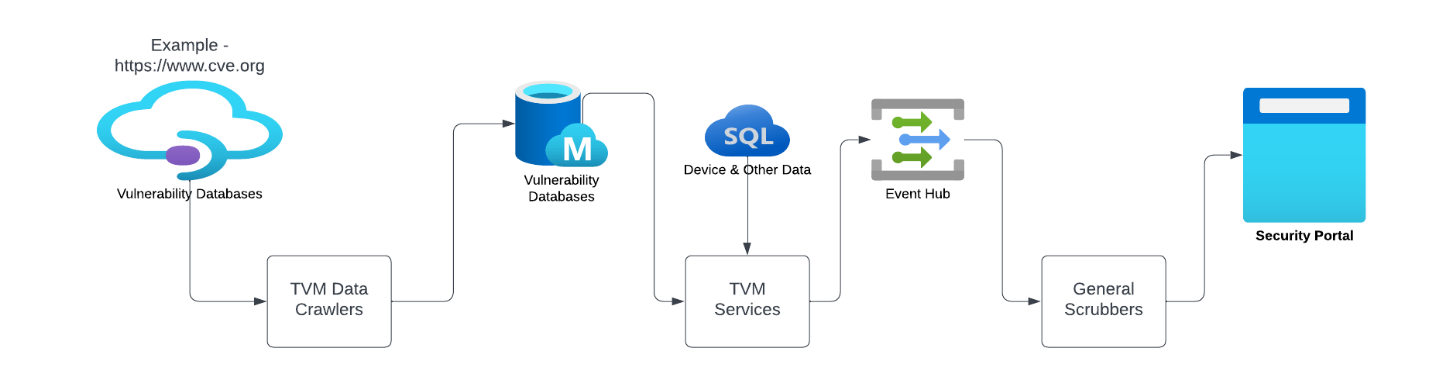 Example -
https://www.cve.org
Vulnerability Databases
TVM Data
Crawlers
M
Vulnerability
Databases
SQL
Device & Other Data
TVM
Services
Event Hub
General
Scrubbers
Security Portal